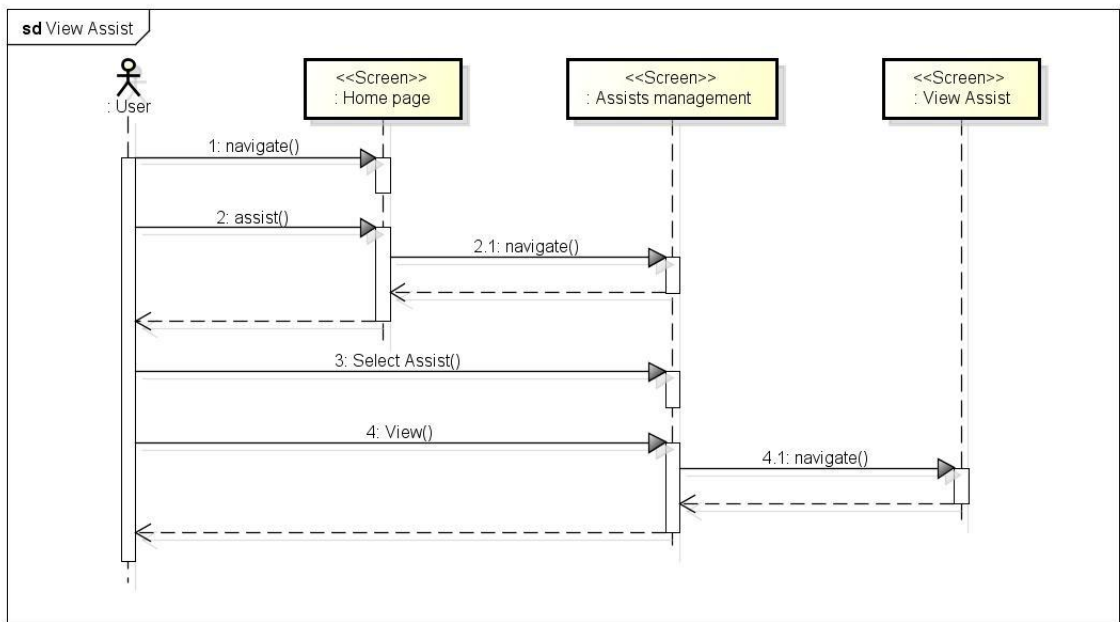 sd View Assist
: User
<<Screen>>
: Home page
<<Screen>>
: Assists management
<<Screen>>
: View Assist
1: navigate()
2: assist()
2.1: navigate()
3: Select Assist()
4: View()
4.1: navigate()